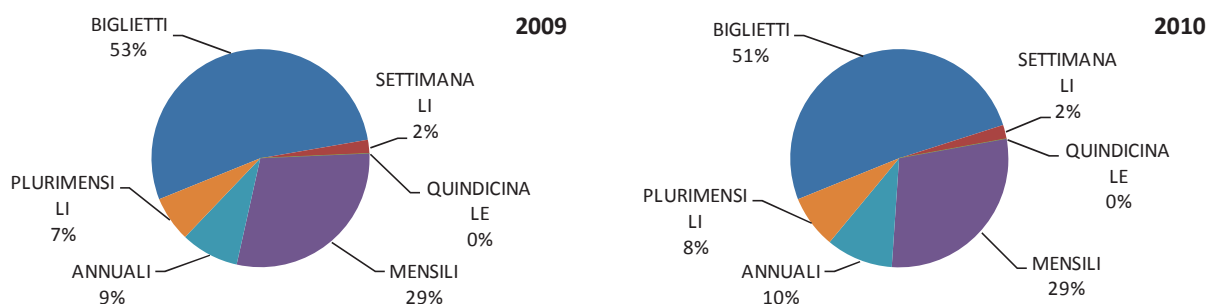 2009
BIGLIETTI
53%
SETTIMANA
LI
2%
QUINDICINA
LE
0%
MENSILI
29%
ANNUALI
9%
PLURIMENSI
LI
7%
2010
BIGLIETTI
51%
SETTIMANA
LI
2%
QUINDICINA
LE
0%
MENSILI
29%
ANNUALI
10%
PLURIMENSI
LI
8%